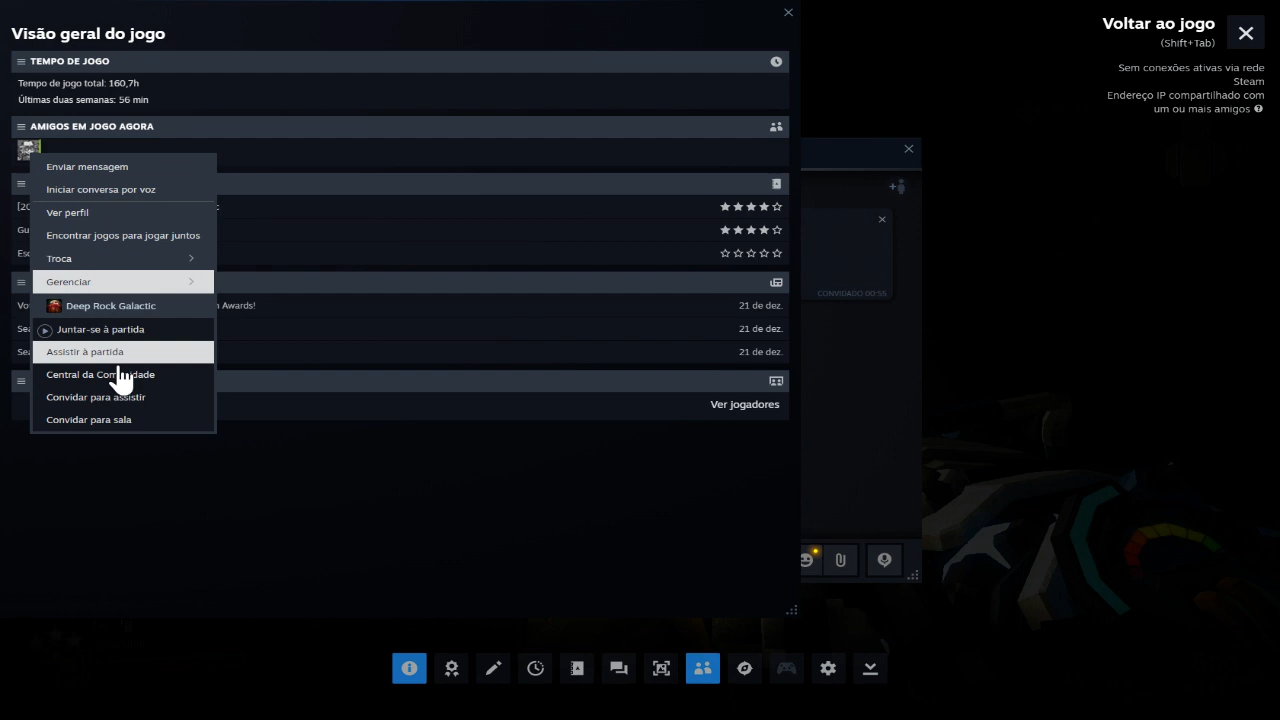 Visão geral do jogo
TEMPO DE JOGO
Tempo de jogo total: 160,7h
Últimas duas semanas: 56 min
AMIGOS EM JOGO AGORA
Enviar mensagem
Iniciar conversa por voz
Ver perfil
Encontrar jogos para jogar juntos
Troca
Gerenciar
Deep Rock Galactic
Juntar-se à partida
Assistir à partida
Central da
Convidar para assistir
Convidar para sala
Awards!
21 de dez.
21 de dez.
21 de dez.
Ver jogadores
CONVIDADO 00:55
Voltar ao jogo
(Shift+Tab)
Sem conexões ativas via rede
Steam
Endereço IP compartilhado com
um ou mais amigos